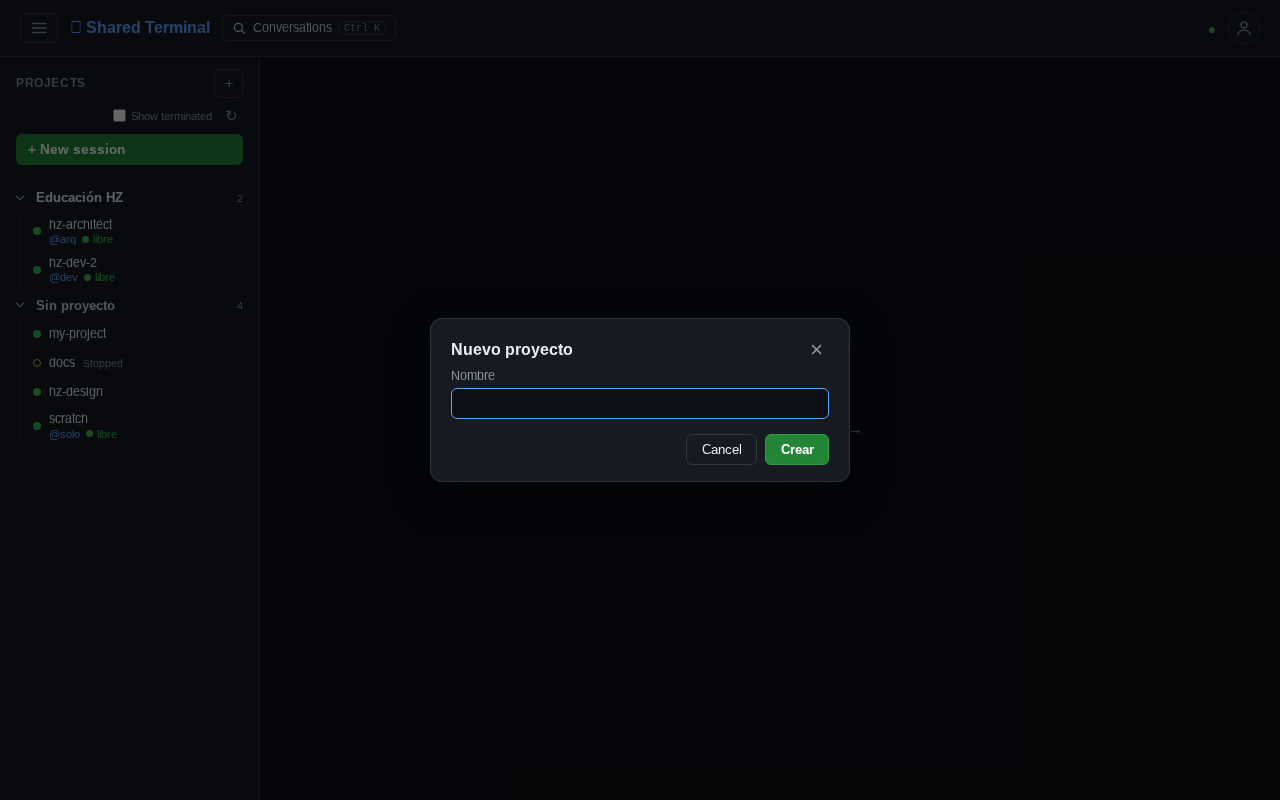 Shared Terminal
Conversations Ctrl K
PROJECTS
+
Show terminated
+ New session
Educación HZ 2
hz-architect
@arq libre
hz-dev-2
@dev libre
Sin proyecto 4
my-project
docs Stopped
hz-design
scratch
@solo libre
Nuevo proyecto
Nombre
→
Cancel Crear